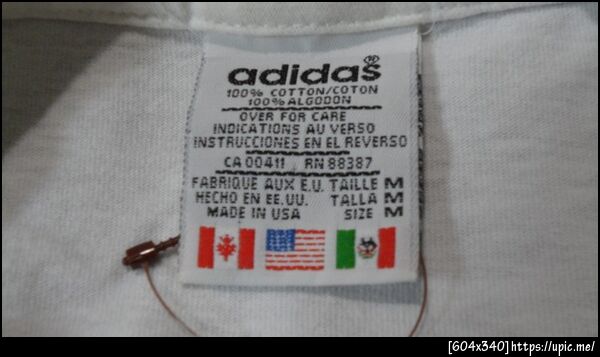 adidas®
100% COTTON/COTON
100% ALGODON
OVER FOR CARE
INDICATIONS AU VERSO
INSTRUCCIONES EN EL REVERSO
CA 00411 RN 88387
FABRIQUE AUX E.U. TAILLE M
HECHO EN EE.UU. TALLA M
MADE IN USA SIZE M
[604x340]https://upic.me/